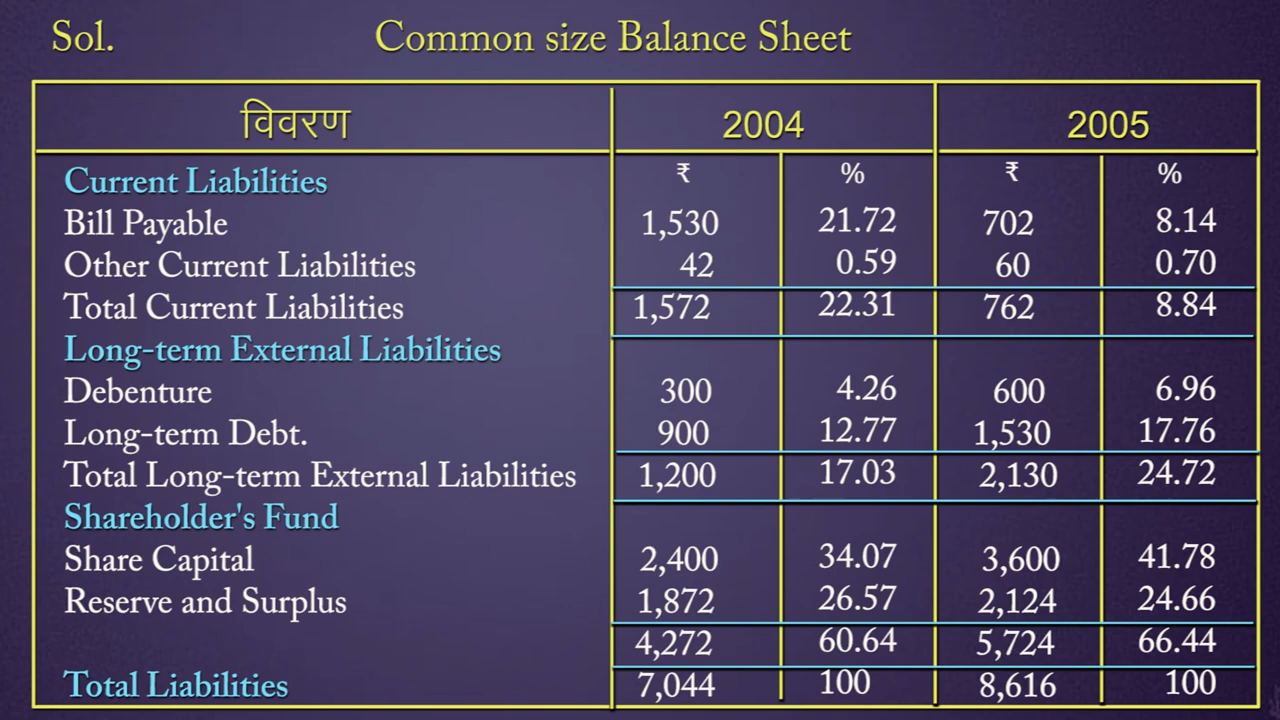 Sol. Common size Balance Sheet
विवरण 2004 2005
Current Liabilities ₹ % ₹ %
Bill Payable 1,530 21.72 702 8.14
Other Current Liabilities 42 0.59 60 0.70
Total Current Liabilities 1,572 22.31 762 8.84
Long-term External Liabilities
Debenture 300 4.26 600 6.96
Long-term Debt. 900 12.77 1,530 17.76
Total Long-term External Liabilities 1,200 17.03 2,130 24.72
Shareholder's Fund
Share Capital 2,400 34.07 3,600 41.78
Reserve and Surplus 1,872 26.57 2,124 24.66
4,272 60.64 5,724 66.44
Total Liabilities 7,044 100 8,616 100